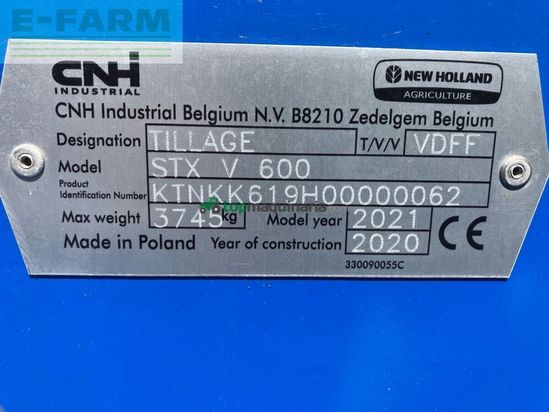 E-FARM
CNH INDUSTRIAL
NEW HOLLAND
AGRICULTURE
CNH Industrial Belgium N.V. B8210 Zedelgem Belgium
Designation TILLAGE T/V/V VDFF
Model STX V 600
Product Identification Number KTNKK619H00000062
topmaquinaria
Max weight 3745 kg Model year 2021
Made in Poland Year of construction 2020
330090055C CE